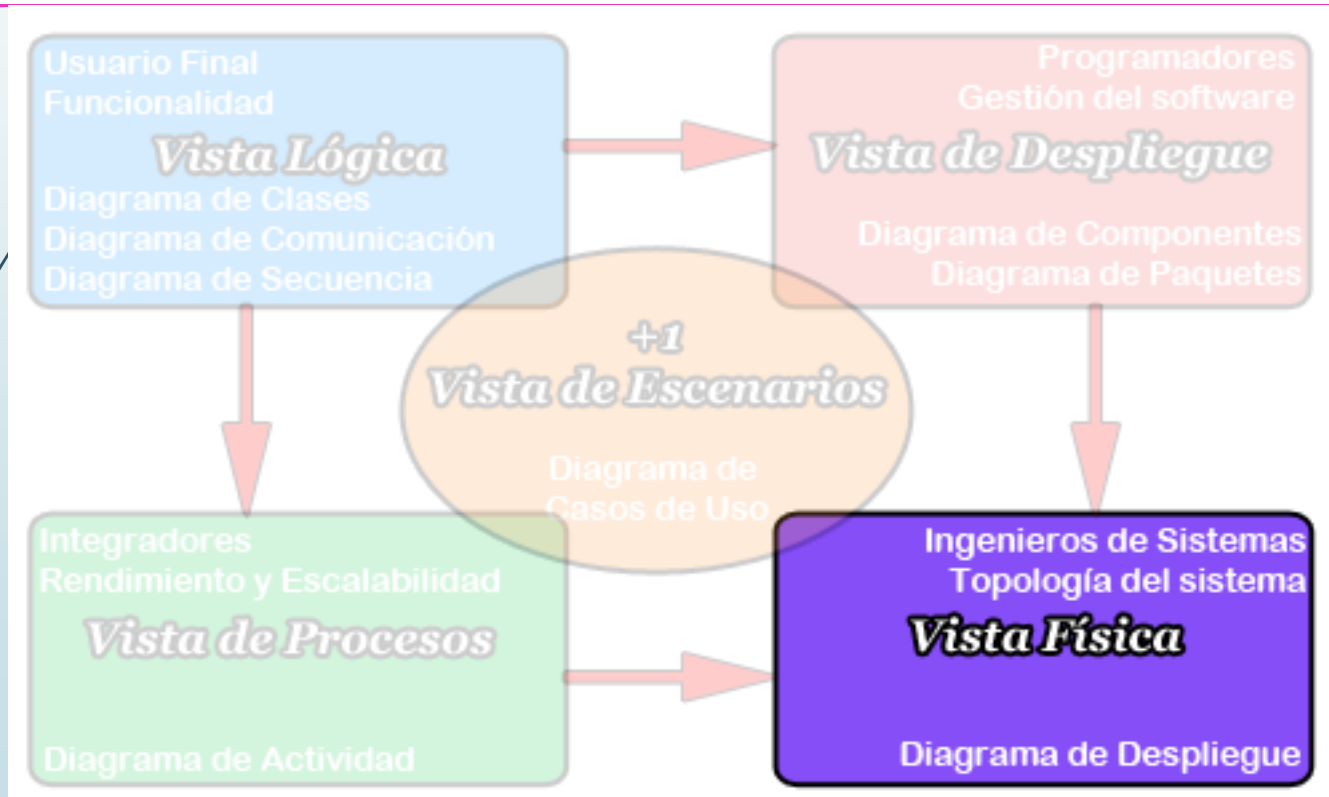 Usuario Final
Funcionalidad
Vista Lógica
Diagrama de Clases
Diagrama de Comunicación
Diagrama de Secuencia
Programadores
Gestión del software
Vista de Despliegue
Diagrama de Componentes
Diagrama de Paquetes
+1
Vista de Escenarios
Diagrama de
Casos de Uso
Integradores
Rendimiento y Escalabilidad
Vista de Procesos
Diagrama de Actividad
Ingenieros de Sistemas
Topología del sistema
Vista Física
Diagrama de Despliegue